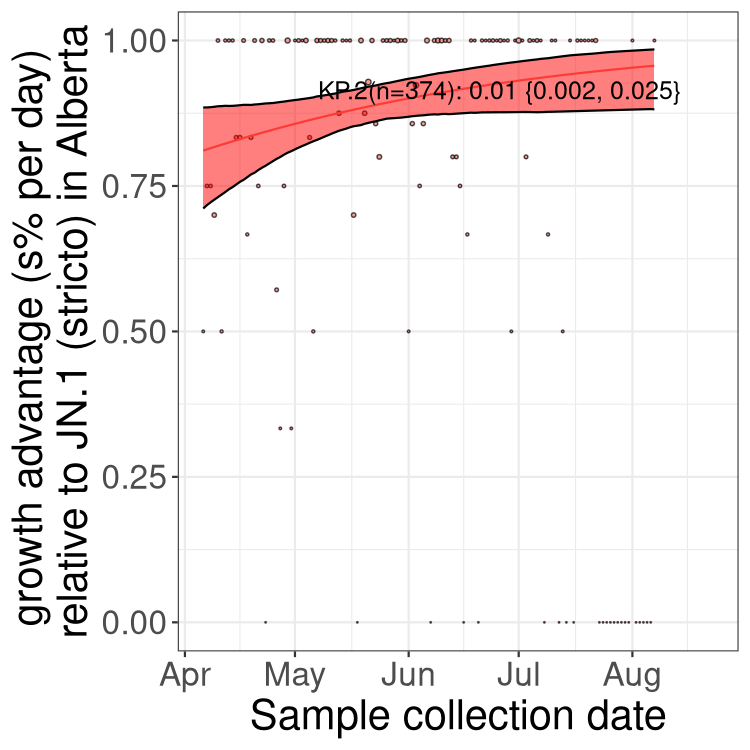 growth advantage (s% per day)
relative to JN.1 (stricto) in Alberta
1.00
0.75
0.50
0.25
0.00
KP.2(n=374): 0.01 {0.002, 0.025}
Apr May Jun Jul Aug
Sample collection date